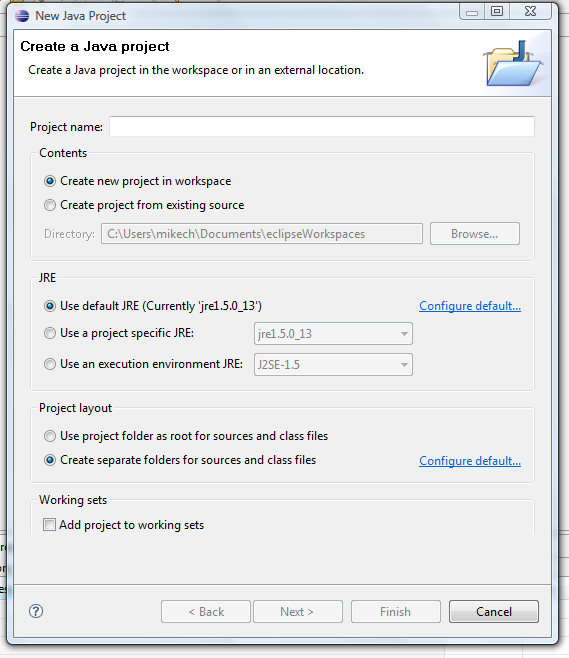 New Java Project
Create a Java project
Create a Java Project in the workspace or in an external location.
Project name:
Contents
Create new project in workspace
Create project from existing source
Directory: C:\Users\mikech\Documents\eclipseWorkspaces Browse...
JRE
Use default JRE (Currently 'jre1.5.0_13') Configure default...
Use a project specific JRE: jre1.5.0_13
Use an execution environment JRE: J2SE-1.5
Project layout
Use project folder as root for sources and class files
Create separate folders for sources and class files Configure default...
Working sets
Add project to working sets
? < Back Next > Finish Cancel